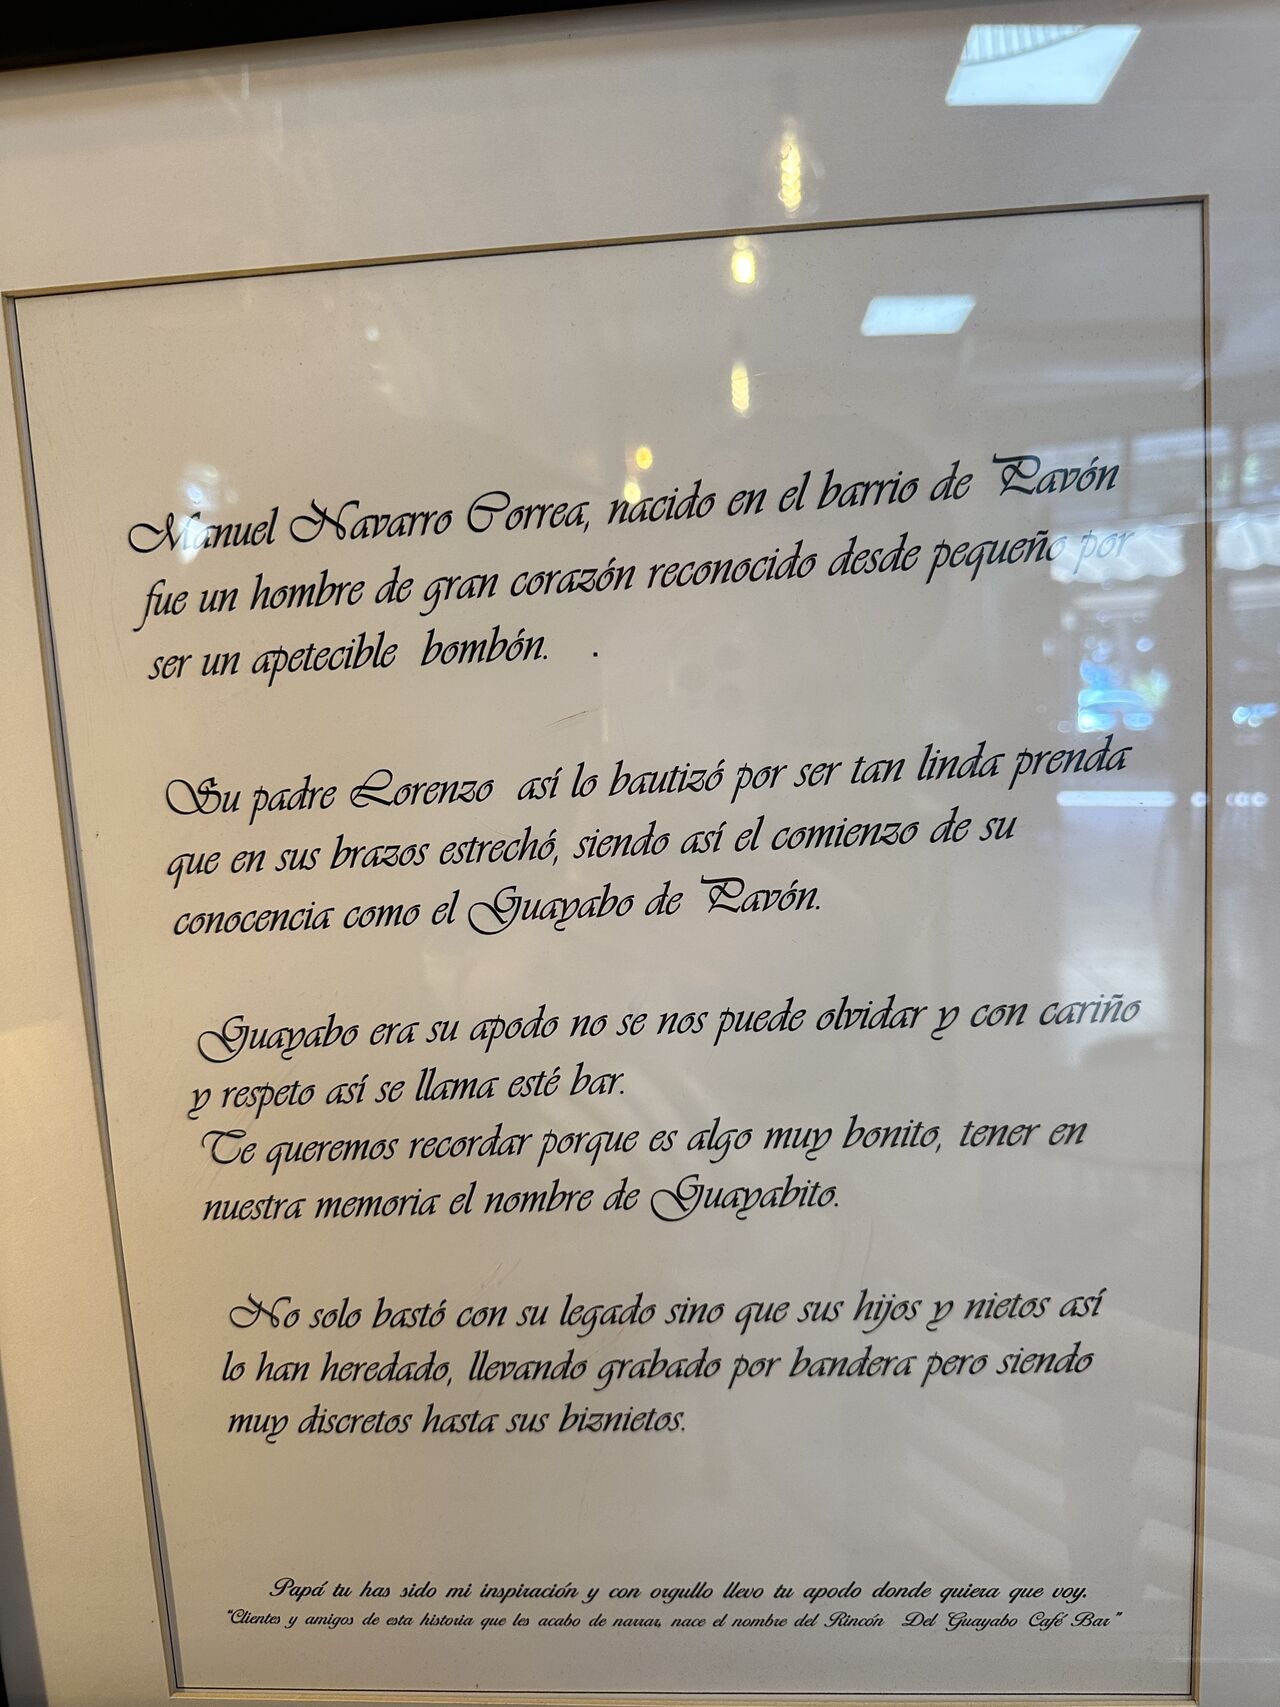 Manuel Navarro Correa, nacido en el barrio de Pavón
fue un hombre de gran corazón reconocido desde pequeño por
ser un apetecible bombón. .
Su padre Lorenzo así lo bautizó por ser tan linda prenda
que en sus brazos estrechó, siendo así el comienzo de su
conocencia como el Guayabo de Pavón.
Guayabo era su apodo no se nos puede olvidar y con cariño
y respeto así se llama esté bar.
Te queremos recordar porque es algo muy bonito, tener en
nuestra memoria el nombre de Guayabito.
No solo bastó con su legado sino que sus hijos y nietos así
lo han heredado, llevando grabado por bandera pero siendo
muy discretos hasta sus biznietos.
Papá tu has sido mi inspiración y con orgullo llevo tu apodo donde quiera que voy.
"Clientes y amigos de esta historia que les acabo de narrar, nace el nombre del Rincón Del Guayabo Café Bar"